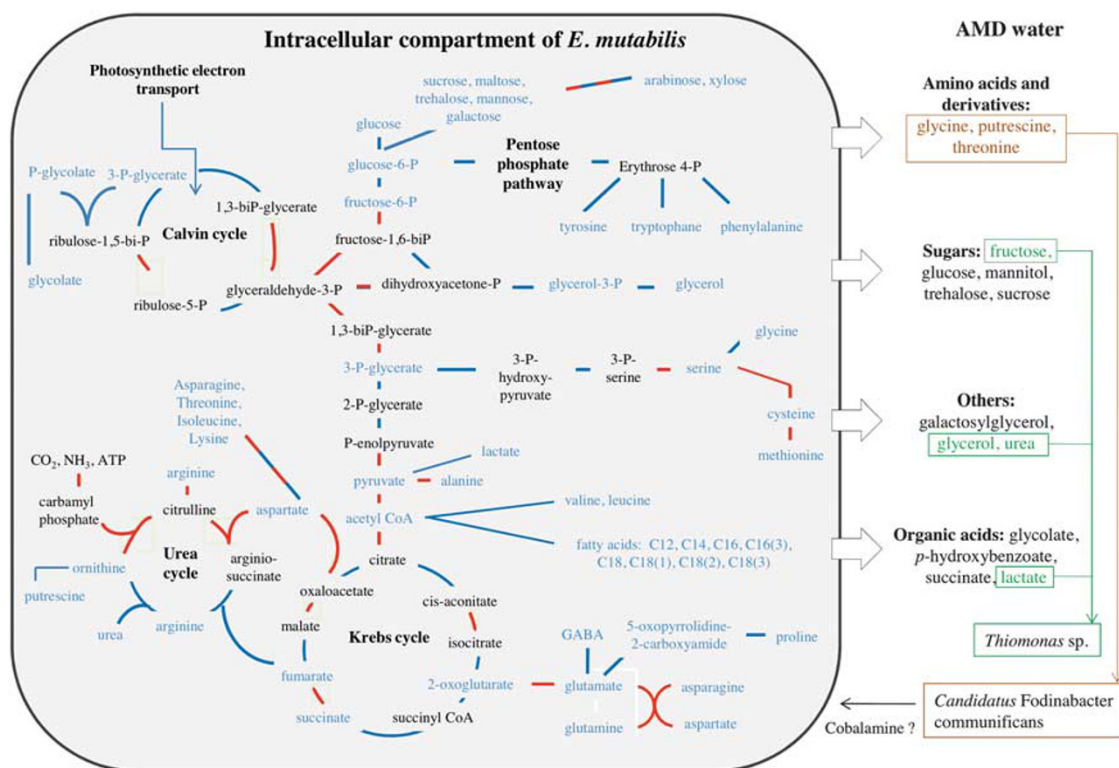 Intracellular compartment of E. mutabilis
AMD water
Photosynthetic electron
transport
sucrose, maltose,
trehalose, mannose,
galactose
arabinose, xylose
glucose
glucose-6-P
fructose-6-P
Pentose
phosphate
pathway
Erythrose 4-P
tyrosine
tryptophane
phenylalanine
P-glycolate
3-P-glycerate
1,3-biP-glycerate
Calvin cycle
ribulose-1,5-bi-P
glycolate
ribulose-5-P
fructose-1,6-biP
glyceraldehyde-3-P
dihydroxyacetone-P
glycerol-3-P
glycerol
1,3-biP-glycerate
3-P-glycerate
3-P-
hydroxy-
pyruvate
3-P-
serine
serine
glycine
cysteine
methionine
2-P-glycerate
P-enolpyruvate
pyruvate
lactate
alanine
acetyl CoA
valine, leucine
fatty acids: C12, C14, C16, C16(3),
C18, C18(1), C18(2), C18(3)
Asparagine,
Threonine,
Isoleucine,
Lysine
CO2, NH3, ATP
carbamyl
phosphate
arginine
citrulline
aspartate
Urea
cycle
arginio-
succinate
ornithine
putrescine
urea
arginine
citrate
oxaloacetate
cis-aconitate
malate
Krebs cycle
isocitrate
fumarate
2-oxoglutarate
succinate
succinyl CoA
GABA
5-oxopyrrolidine-
2-carboxyamide
proline
glutamate
glutamine
asparagine
aspartate
Amino acids and
derivatives:
glycine, putrescine,
threonine
Sugars: fructose,
glucose, mannitol,
trehalose, sucrose
Others:
galactosylglycerol,
glycerol, urea
Organic acids: glycolate,
p-hydroxybenzoate,
succinate, lactate
Thiomonas sp.
Candidatus Fodinabacter
communificans
Cobalamine ?